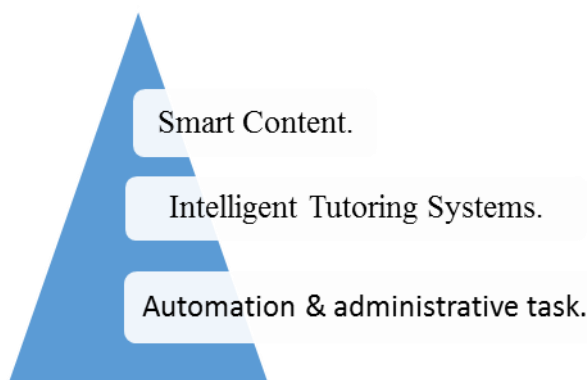 Smart Content.
Intelligent Tutoring Systems.
Automation & administrative task.